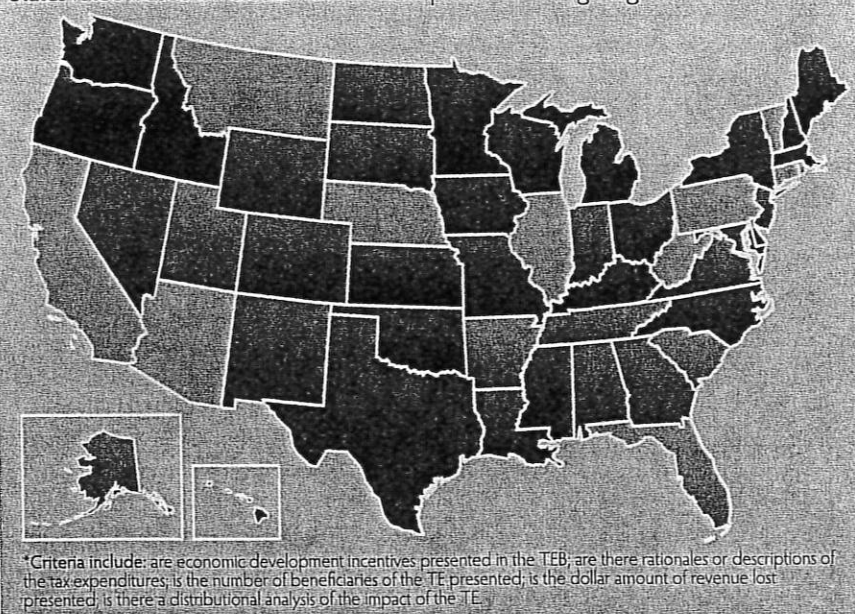 *Criteria include: are economic development incentives presented in the TEB; are there rationales or descriptions of
the tax expenditures; is the number of beneficiaries of the TE presented; is the dollar amount of revenue lost
presented; is there a distributional analysis of the impact of the TE.